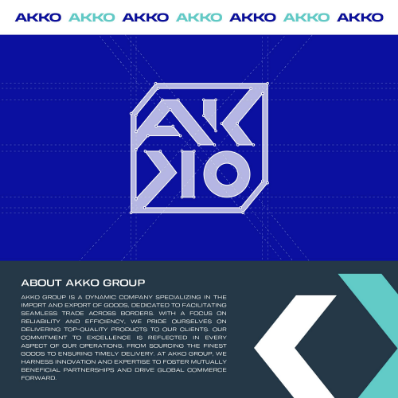 AKKO AKKO AKKO AKKO AKKO AKKO AKKO
AK
KO
ABOUT AKKO GROUP
AKKO GROUP IS A DYNAMIC COMPANY SPECIALIZING IN THE
IMPORT AND EXPORT OF GOODS, DEDICATED TO FACILITATING
SEAMLESS TRADE ACROSS BORDERS. WITH A FOCUS ON
RELIABILITY AND EFFICIENCY, WE PRIDE OURSELVES ON
DELIVERING TOP-QUALITY PRODUCTS TO OUR CLIENTS. OUR
COMMITMENT TO EXCELLENCE IS REFLECTED IN EVERY
ASPECT OF OUR OPERATIONS, FROM SOURCING THE FINEST
GOODS TO ENSURING TIMELY DELIVERY. AT AKKO GROUP, WE
HARNESS INNOVATION AND EXPERTISE TO FOSTER MUTUALLY
BENEFICIAL PARTNERSHIPS AND DRIVE GLOBAL COMMERCE
FORWARD.